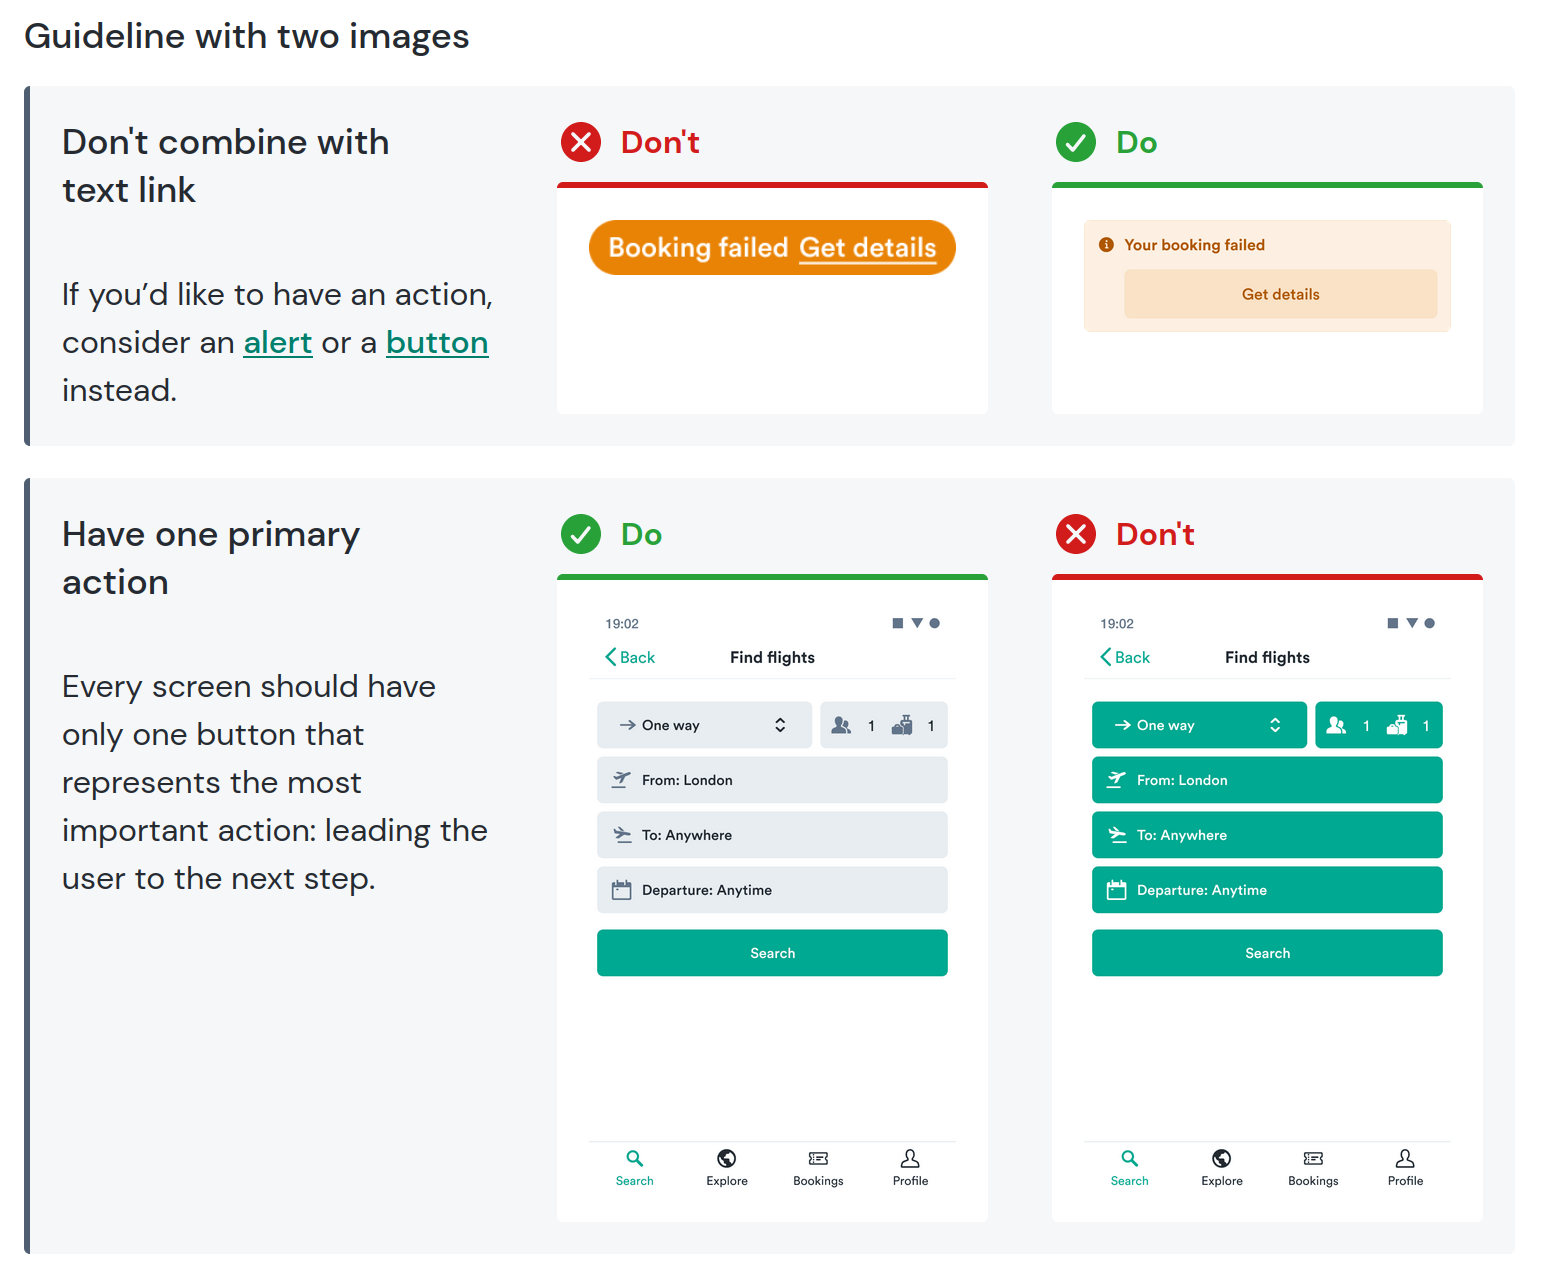 Guideline with two images
Don't combine with
text link
If you’d like to have an action,
consider an alert or a button
instead.
Don't
Booking failed Get details
Do
Your booking failed
Get details
Have one primary
action
Every screen should have
only one button that
represents the most
important action: leading the
user to the next step.
Do
19:02
Back Find flights
One way 1 1
From: London
To: Anywhere
Departure: Anytime
Search
Search Explore Bookings Profile
Don't
19:02
Back Find flights
One way 1 1
From: London
To: Anywhere
Departure: Anytime
Search
Search Explore Bookings Profile